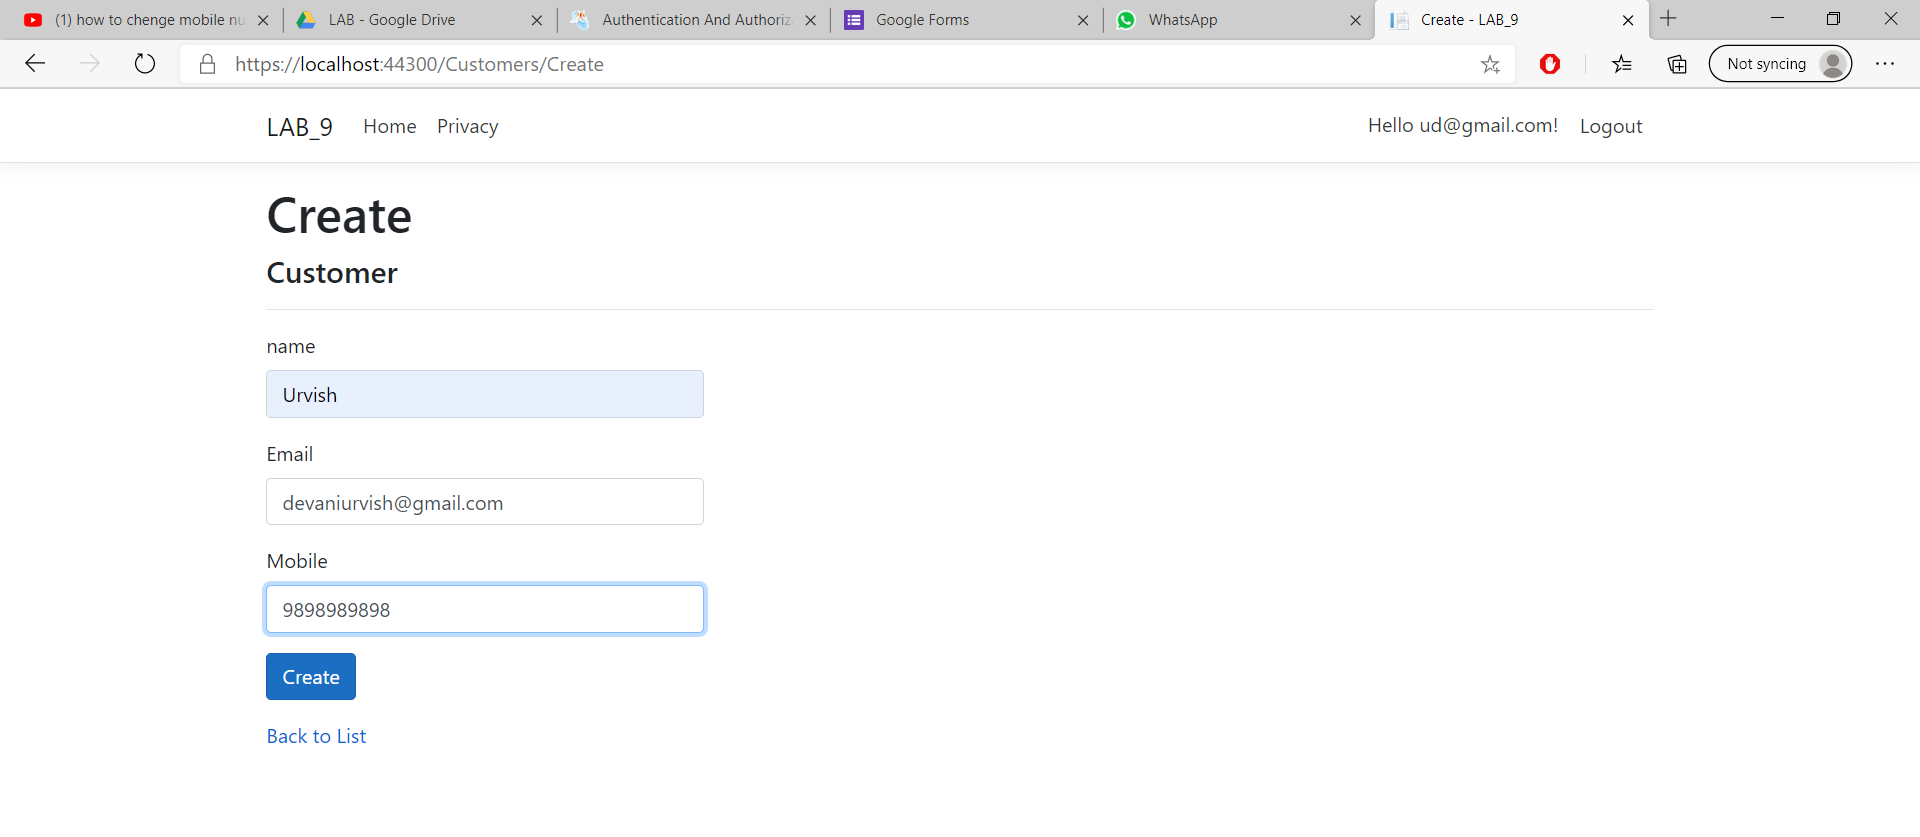 (1) how to chenge mobile nu
LAB - Google Drive
Authentication And Authoriz
Google Forms
WhatsApp
Create - LAB_9
https://localhost:44300/Customers/Create
Not syncing
LAB_9 Home Privacy Hello ud@gmail.com! Logout
Create
Customer
name
Urvish
Email
devaniurvish@gmail.com
Mobile
9898989898
Create
Back to List